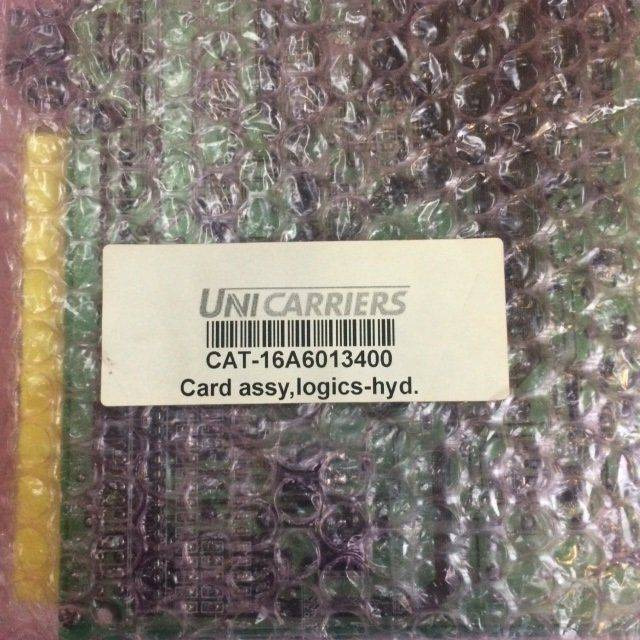 UNICARRIERS
CAT-16A6013400
Card assy,logics-hyd.